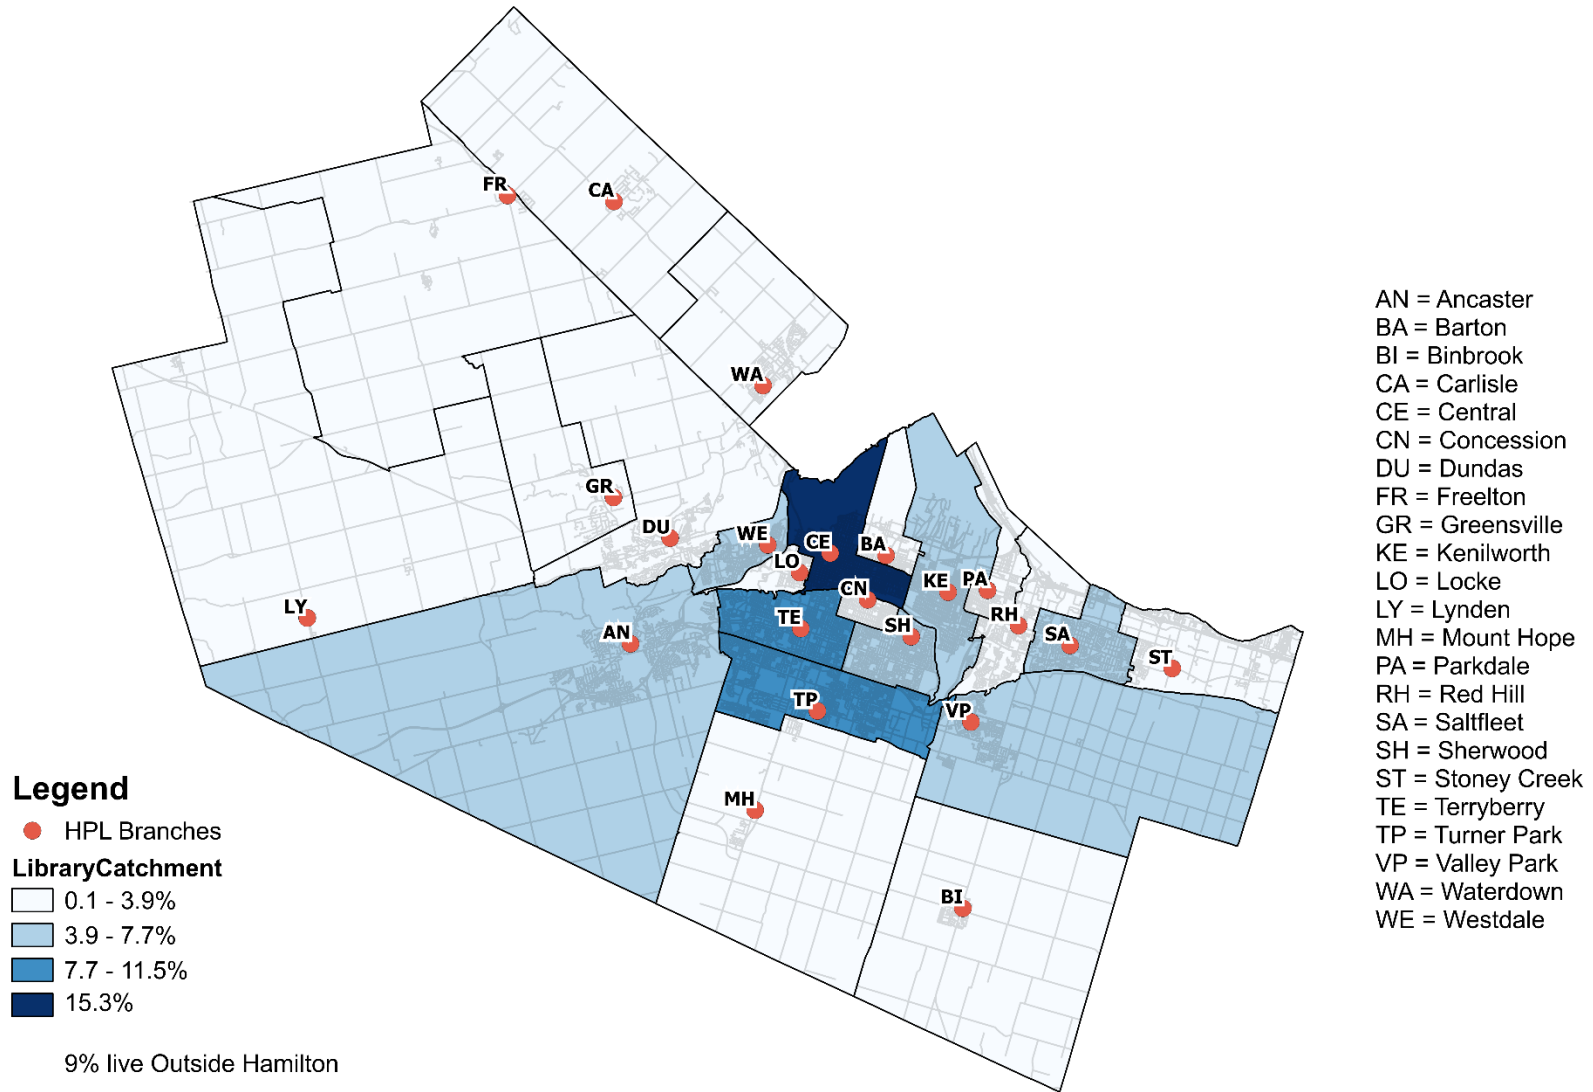 FR
CA
WA
GR
DU
WE
CE
BA
LO
CN
KE
PA
LY
AN
TE
SH
RH
SA
ST
TP
VP
MH
BI
Legend
HPL Branches
LibraryCatchment
0.1 - 3.9%
3.9 - 7.7%
7.7 - 11.5%
15.3%
9% live Outside Hamilton
AN = Ancaster
BA = Barton
BI = Binbrook
CA = Carlisle
CE = Central
CN = Concession
DU = Dundas
FR = Freelton
GR = Greensville
KE = Kenilworth
LO = Locke
LY = Lynden
MH = Mount Hope
PA = Parkdale
RH = Red Hill
SA = Saltfleet
SH = Sherwood
ST = Stoney Creek
TE = Terryberry
TP = Turner Park
VP = Valley Park
WA = Waterdown
WE = Westdale